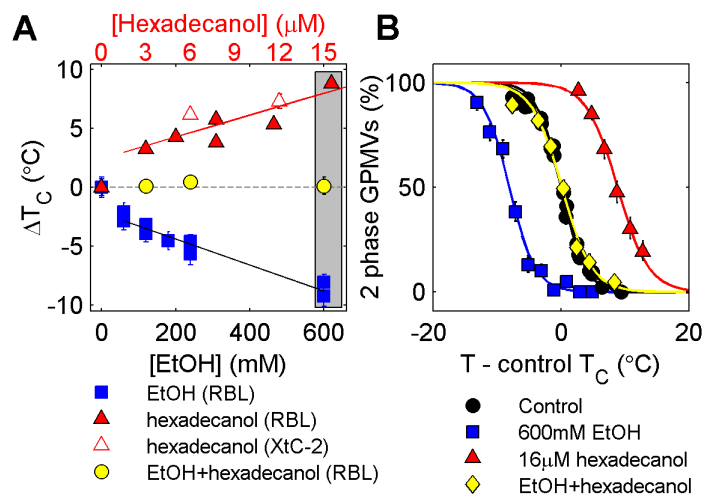 A
[Hexadecanol] (μM)
0 3 6 9 12 15
10
5
0
-5
-10
ΔTC (°C)
0 200 400 600
[EtOH] (mM)
EtOH (RBL)
hexadecanol (RBL)
hexadecanol (XtC-2)
EtOH+hexadecanol (RBL)
B
100
50
0
2 phase GPMVs (%)
-20 0 20
T - control TC (°C)
Control
600mM EtOH
16μM hexadecanol
EtOH+hexadecanol